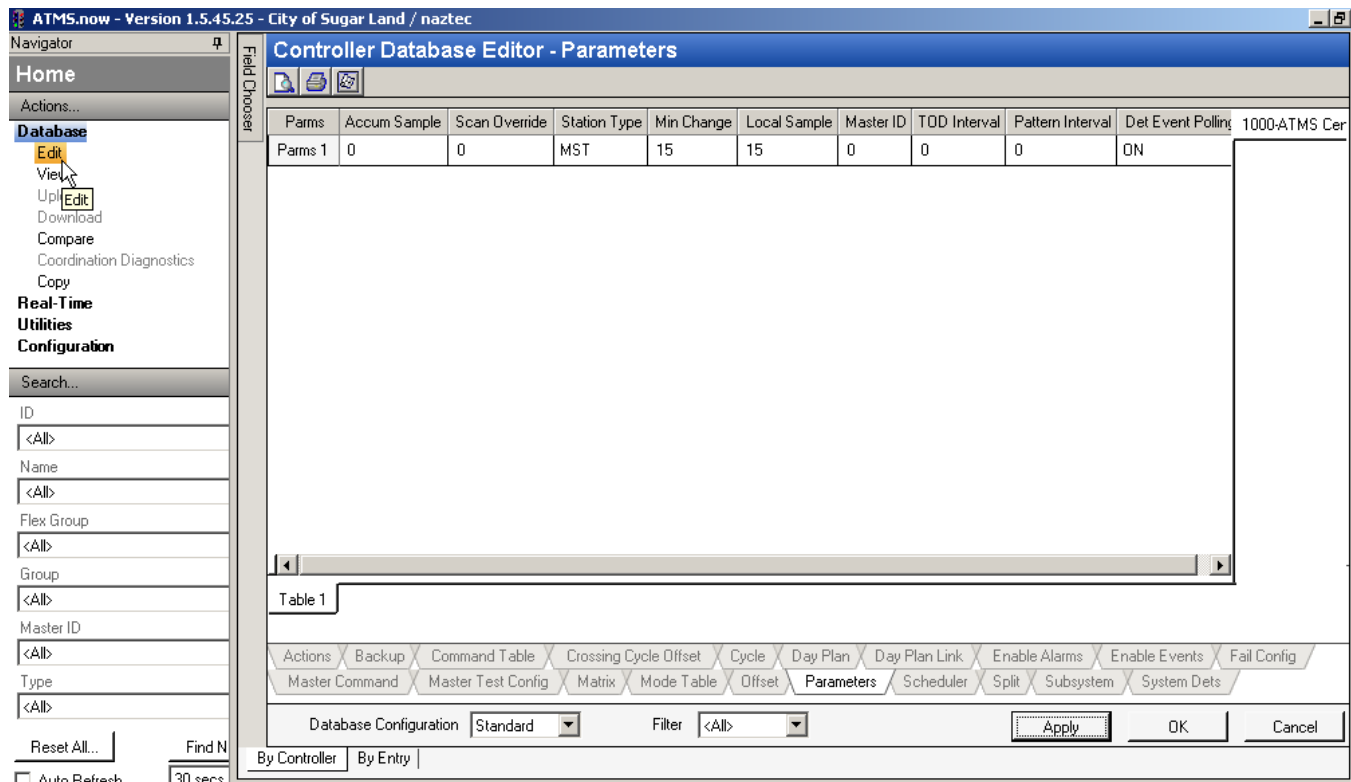 ATMS.now - Version 1.5.45.25 - City of Sugar Land / naztec
Navigator
Home
Actions...
Database
Edit
View
Edit
Download
Compare
Coordination Diagnostics
Copy
Real-Time
Utilities
Configuration
Search...
ID
<All>
Name
<All>
Flex Group
<All>
Group
<All>
Master ID
<All>
Type
<All>
Reset All... Find N
Auto Refresh 30 secs
Field Chooser
Controller Database Editor - Parameters
Parms Accum Sample Scan Override Station Type Min Change Local Sample Master ID TOD Interval Pattern Interval Det Event Polling 1000-ATMS Cer
Parms 1 0 0 MST 15 15 0 0 0 ON
Table 1
Actions Backup Command Table Crossing Cycle Offset Cycle Day Plan Day Plan Link Enable Alarms Enable Events Fail Config
Master Command Master Test Config Matrix Mode Table Offset Parameters Scheduler Split Subsystem System Dets
Database Configuration Standard Filter <All> Apply OK Cancel
By Controller By Entry